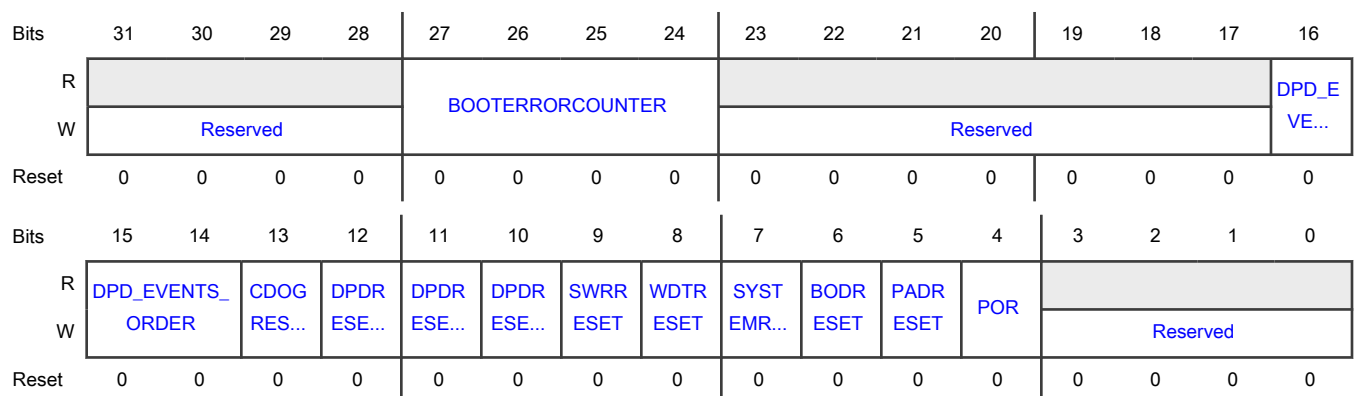 Bits 31 30 29 28 27 26 25 24 23 22 21 20 19 18 17 16
R DPD_E
BOOTERRORCOUNTER
W Reserved Reserved VE...
Reset 0 0 0 0 0 0 0 0 0 0 0 0 0 0 0 0
Bits 15 14 13 12 11 10 9 8 7 6 5 4 3 2 1 0
R DPD_EVENTS_ CDOG DPDR DPDR DPDR SWRR WDTR SYST BODR PADR
POR
W ORDER RES... ESE... ESE... ESE... ESET ESET EMR... ESET ESET Reserved
Reset 0 0 0 0 0 0 0 0 0 0 0 0 0 0 0 0